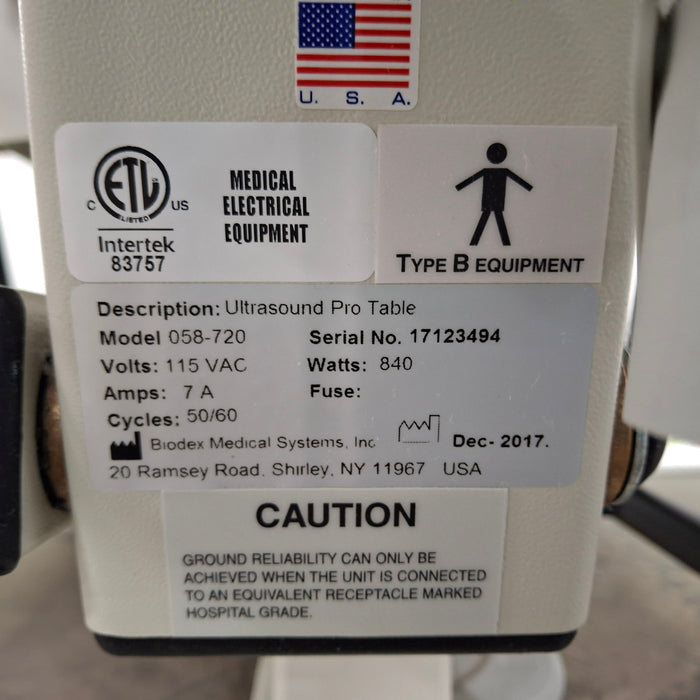 U. S. A.
ETL
C US
LISTED
Intertek
83757
MEDICAL
ELECTRICAL
EQUIPMENT
TYPE B EQUIPMENT
Description: Ultrasound Pro Table
Model 058-720 Serial No. 17123494
Volts: 115 VAC Watts: 840
Amps: 7 A Fuse:
Cycles: 50/60
Biodex Medical Systems, Inc Dec- 2017.
20 Ramsey Road. Shirley, NY 11967 USA
CAUTION
GROUND RELIABILITY CAN ONLY BE
ACHIEVED WHEN THE UNIT IS CONNECTED
TO AN EQUIVALENT RECEPTACLE MARKED
HOSPITAL GRADE.